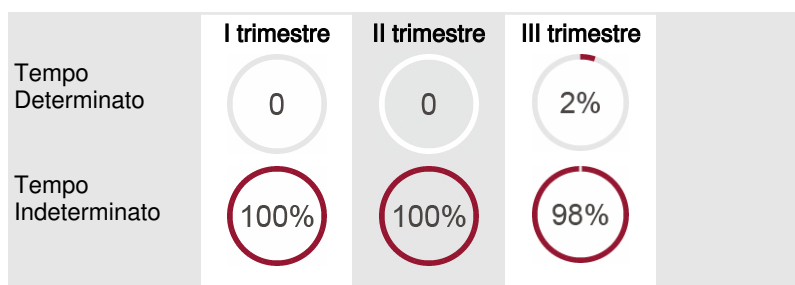 I trimestre II trimestre III trimestre
Tempo
Determinato
0 0 2%
Tempo
Indeterminato
100% 100% 98%